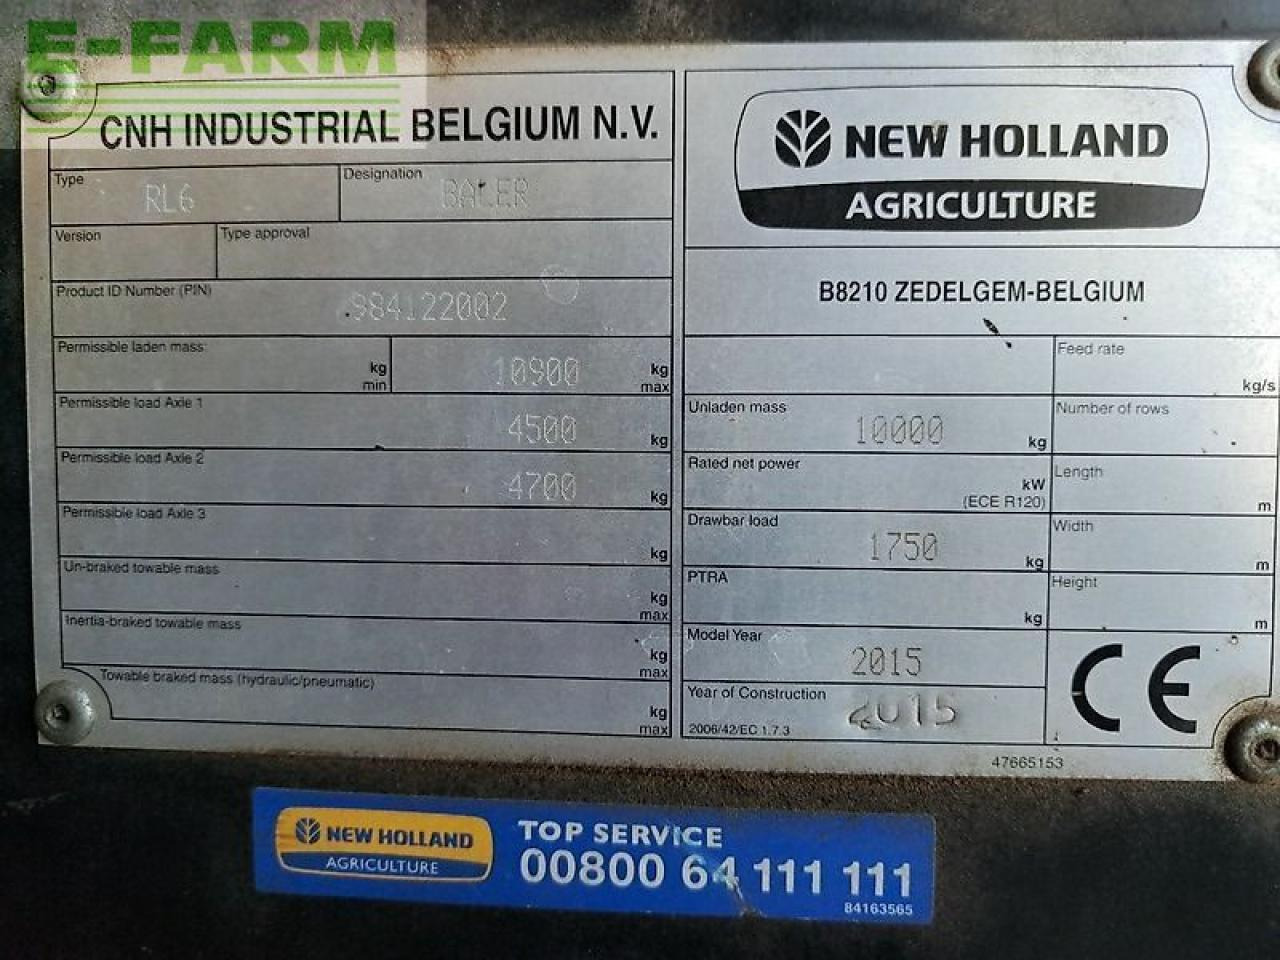 E-FARM
CNH INDUSTRIAL BELGIUM N.V.
Type
RL6
Designation
BALER
Version
Type approval
Product ID Number (PIN)
984122002
Permissible laden mass
kg
min
10900
kg
max
Permissible load Axle 1
4500
kg
Permissible load Axle 2
4700
kg
Permissible load Axle 3
kg
Un-braked towable mass
kg
max
Inertia-braked towable mass
kg
max
Towable braked mass (hydraulic/pneumatic)
kg
max
NEW HOLLAND
AGRICULTURE
B8210 ZEDELGEM-BELGIUM
Feed rate
kg/s
Unladen mass
10000
kg
Number of rows
Rated net power
kW
(ECE R120)
Length
m
Drawbar load
1750
kg
Width
m
PTRA
kg
Height
m
Model Year
2015
Year of Construction
2015
2006/42/EC 1.7.3
CE
47665153
NEW HOLLAND
AGRICULTURE
TOP SERVICE
00800 64 111 111
84163565